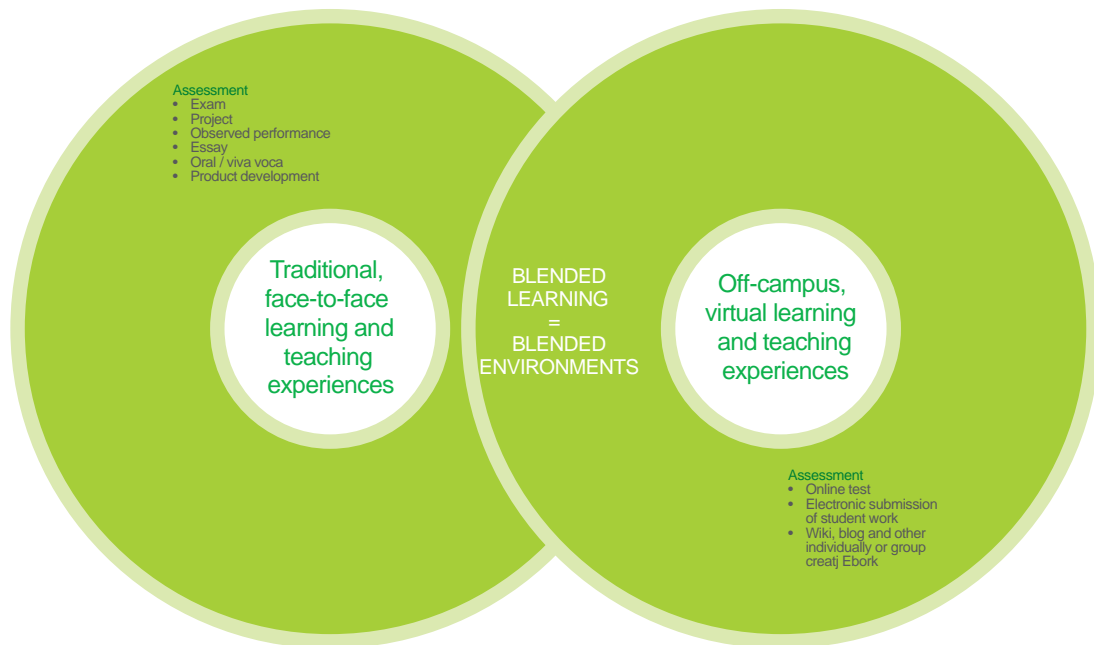 Assessment
• Exam
• Project
• Observed performance
• Essay
• Oral / viva voca
• Product development
Traditional,
face-to-face
learning and
teaching
experiences
BLENDED
LEARNING
=
BLENDED
ENVIRONMENTS
Off-campus,
virtual learning
and teaching
experiences
Assessment
• Online test
• Electronic submission
of student work
• Wiki, blog and other
individually or group
creatj Ebork